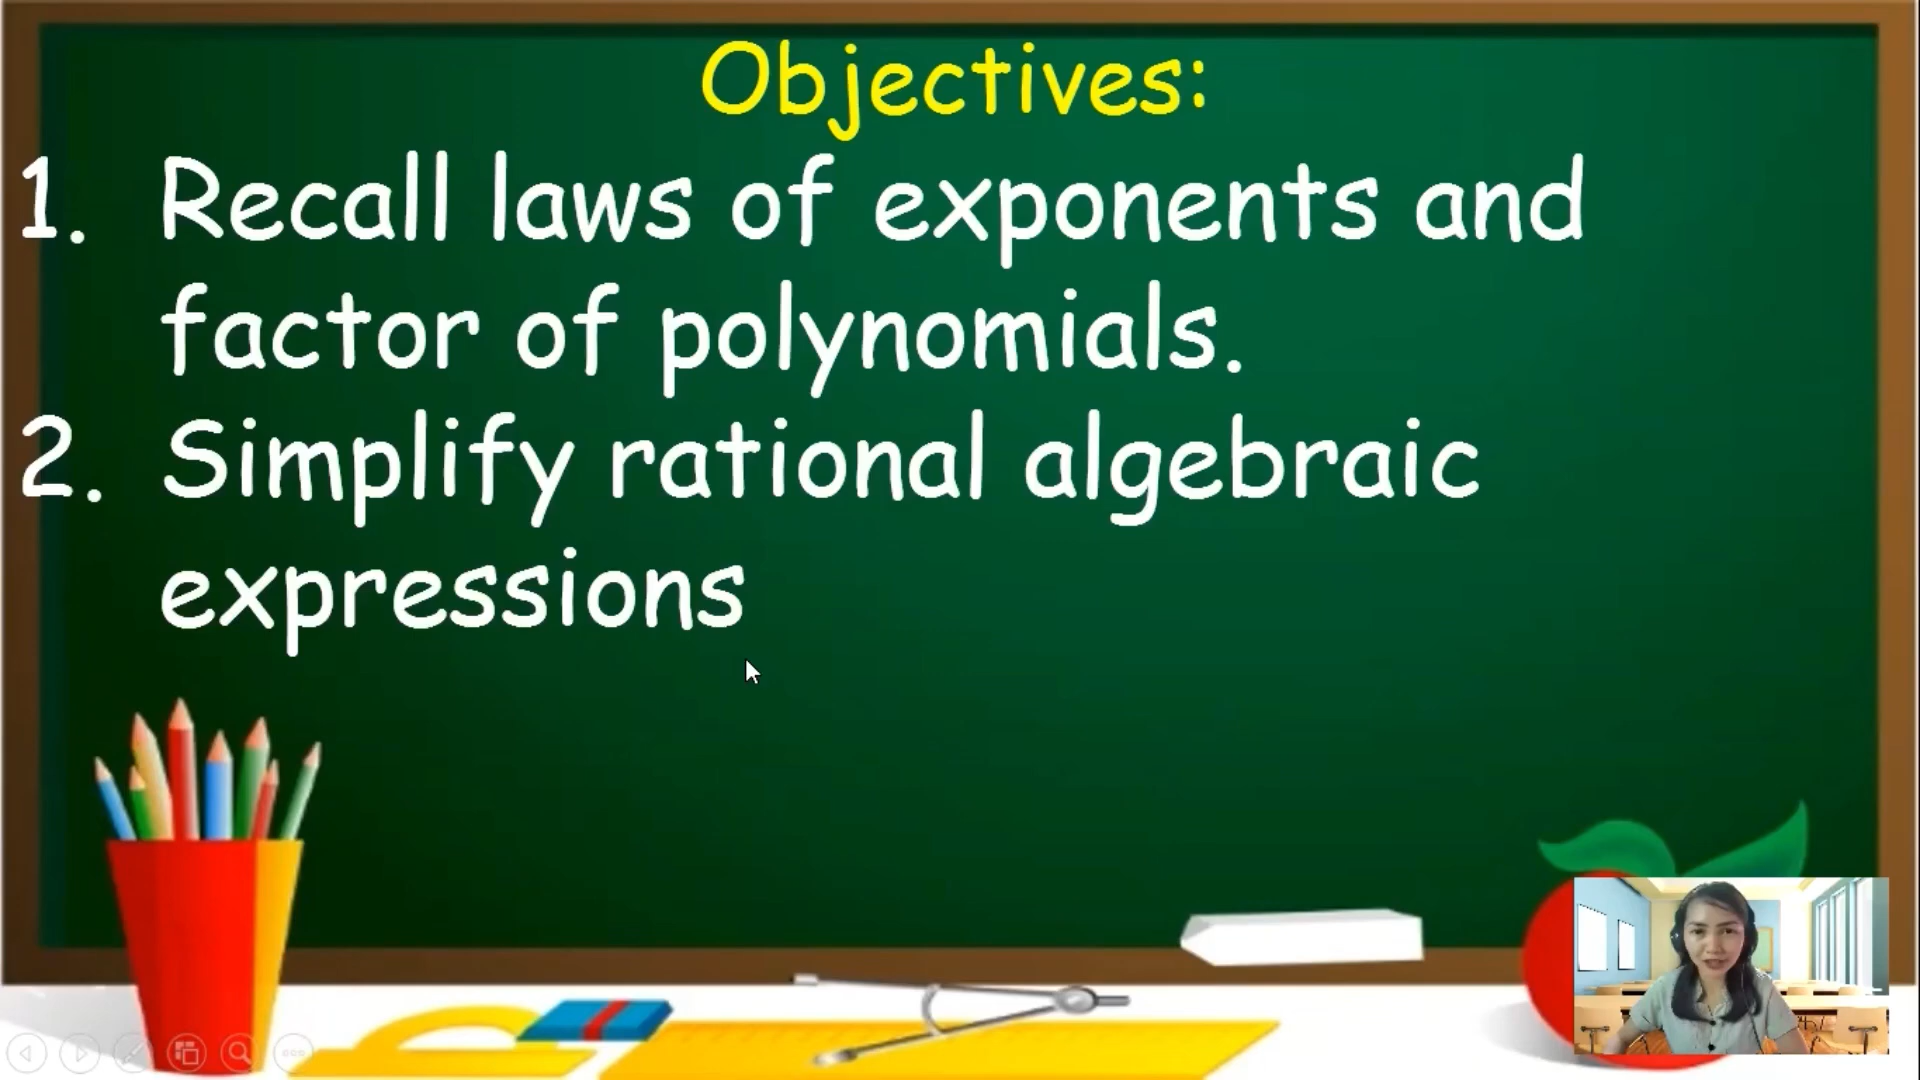 Objectives:
1. Recall laws of exponents and
factor of polynomials.
2. Simplify rational algebraic
expressions